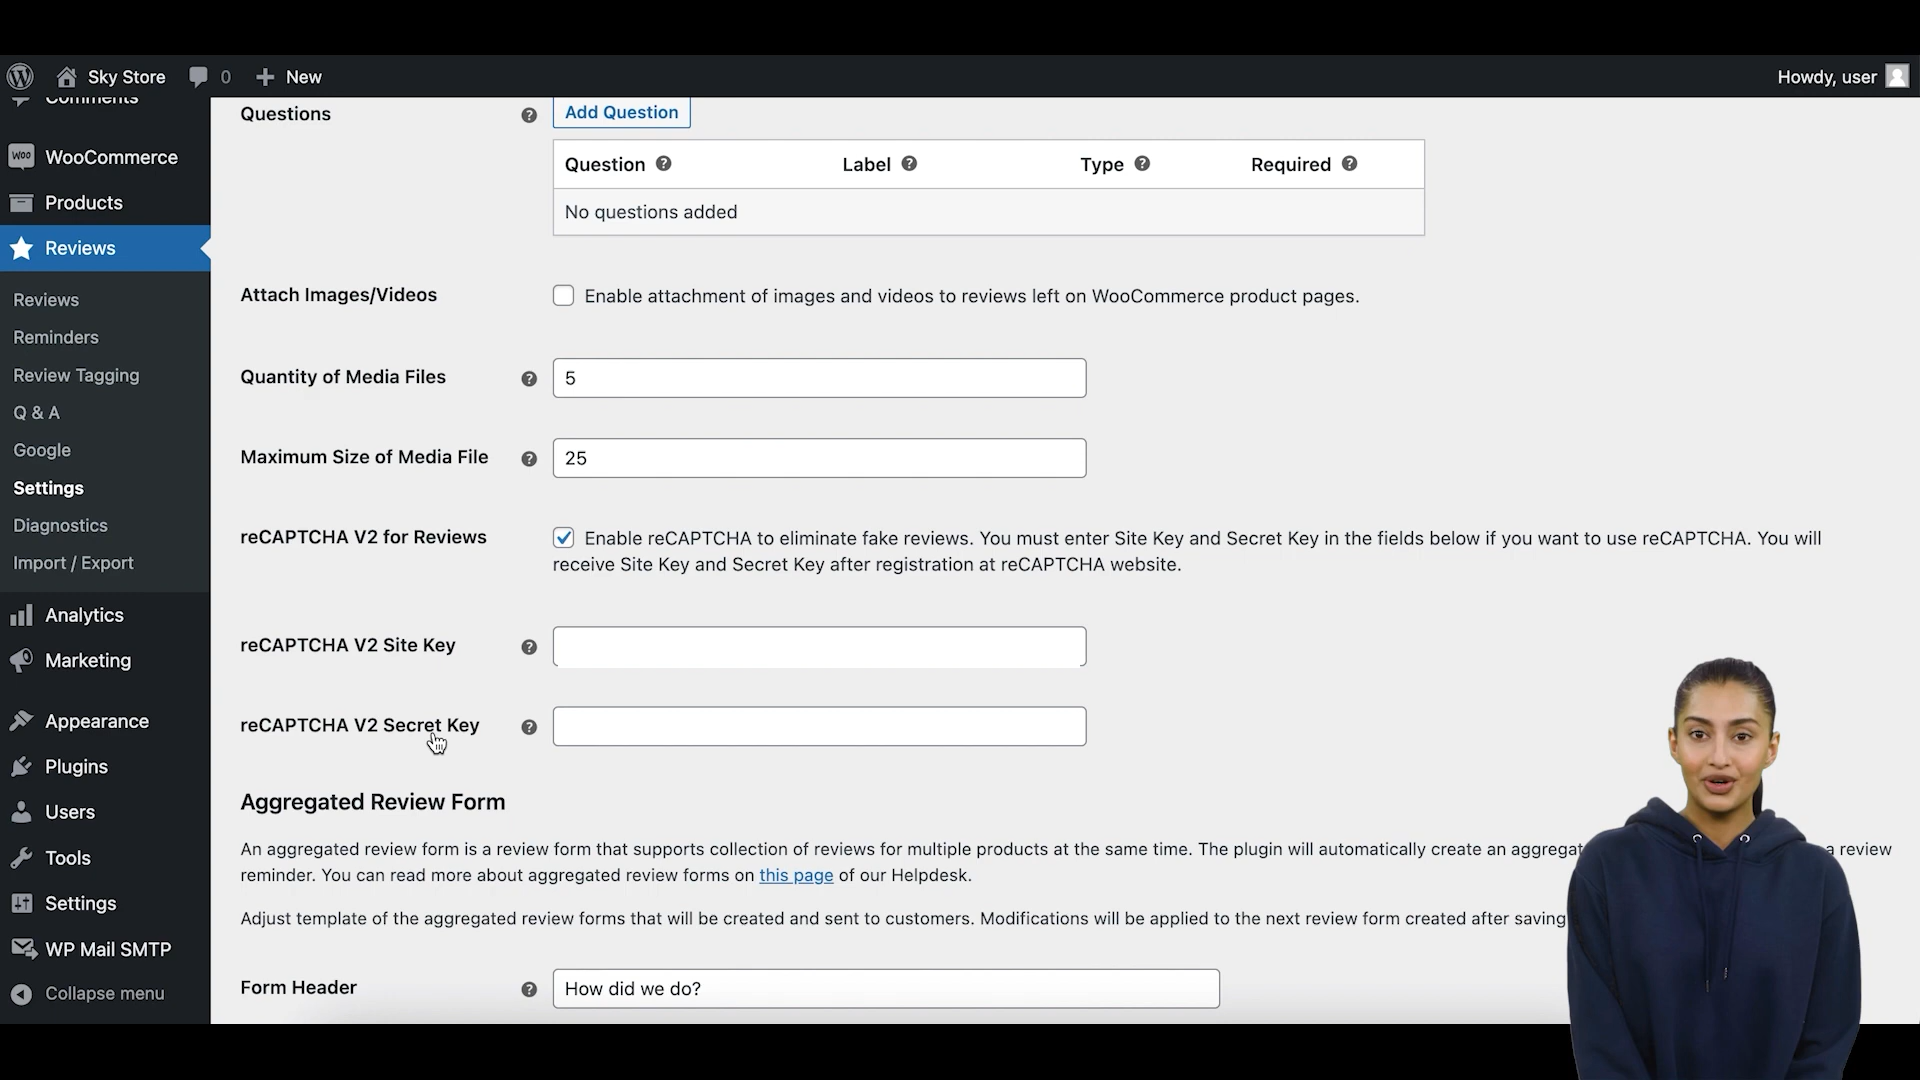 Sky Store
0
New
Howdy, user
Comments
WooCommerce
Products
Reviews
Reviews
Reminders
Review Tagging
Q & A
Google
Settings
Diagnostics
Import / Export
Analytics
Marketing
Appearance
Plugins
Users
Tools
Settings
WP Mail SMTP
Collapse menu
Questions
Add Question
Question Label Type Required
No questions added
Attach Images/Videos
Enable attachment of images and videos to reviews left on WooCommerce product pages.
Quantity of Media Files
5
Maximum Size of Media File
25
reCAPTCHA V2 for Reviews
Enable reCAPTCHA to eliminate fake reviews. You must enter Site Key and Secret Key in the fields below if you want to use reCAPTCHA. You will
receive Site Key and Secret Key after registration at reCAPTCHA website.
reCAPTCHA V2 Site Key
reCAPTCHA V2 Secret Key
Aggregated Review Form
An aggregated review form is a review form that supports collection of reviews for multiple products at the same time. The plugin will automatically create an aggregat a review
reminder. You can read more about aggregated review forms on this page of our Helpdesk.
Adjust template of the aggregated review forms that will be created and sent to customers. Modifications will be applied to the next review form created after saving
Form Header
How did we do?